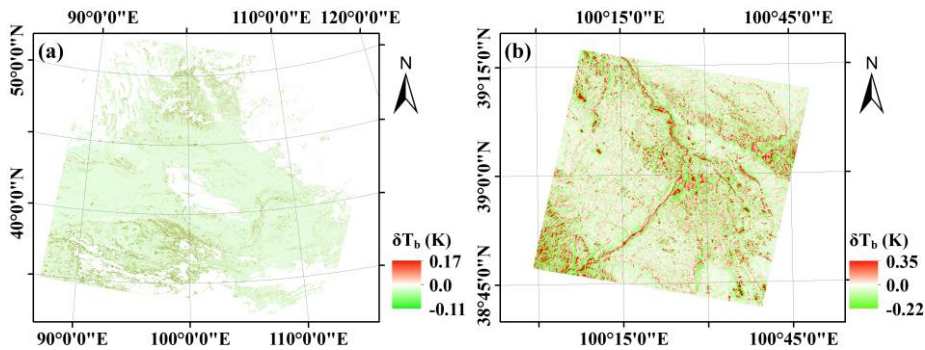 90°0'0"E 110°0'0"E 120°0'0"E
(a)
50°0'0"N
40°0'0"N
N
δTb (K)
0.17
0.0
-0.11
90°0'0"E 100°0'0"E 110°0'0"E
100°15'0"E 100°45'0"E
(b)
39°15'0"N
39°0'0"N
38°45'0"N
N
δTb (K)
0.35
0.0
-0.22
100°15'0"E 100°45'0"E